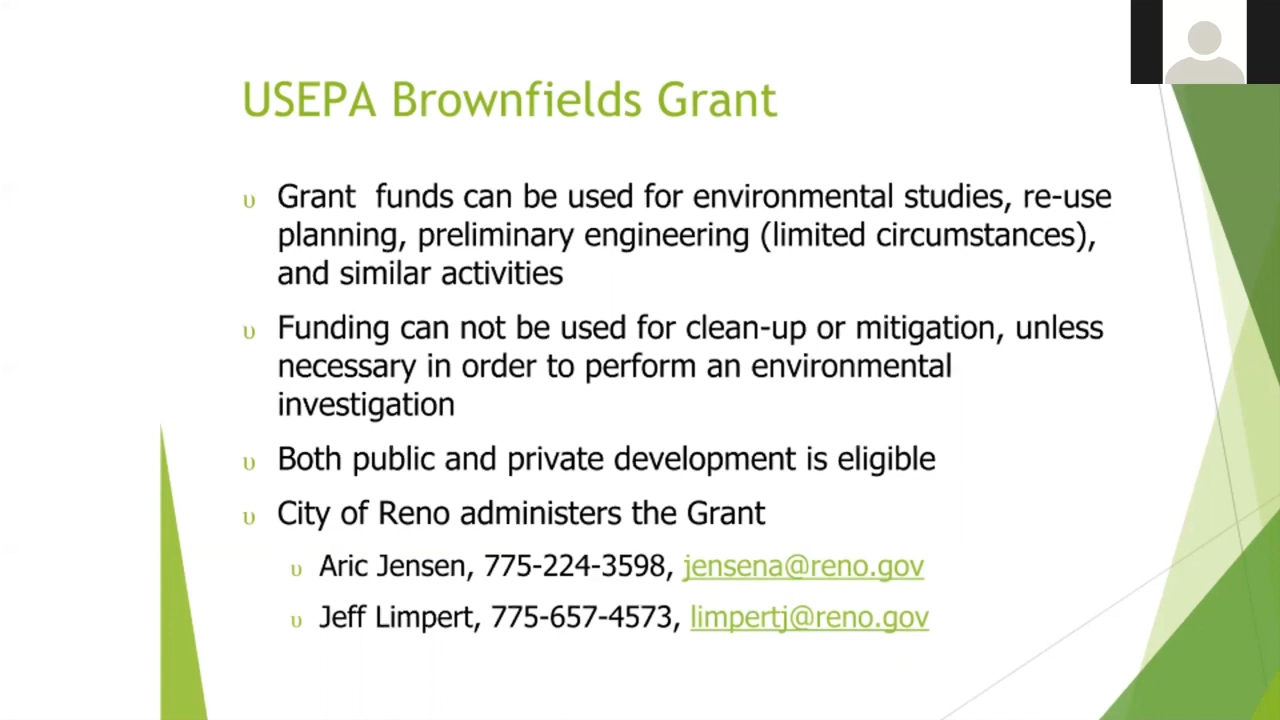 USEPA Brownfields Grant
υ Grant funds can be used for environmental studies, re-use
planning, preliminary engineering (limited circumstances),
and similar activities
υ Funding can not be used for clean-up or mitigation, unless
necessary in order to perform an environmental
investigation
υ Both public and private development is eligible
υ City of Reno administers the Grant
υ Aric Jensen, 775-224-3598, jensena@reno.gov
υ Jeff Limpert, 775-657-4573, limpertj@reno.gov